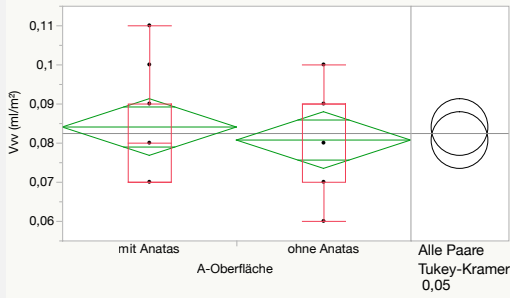 Vvv (ml/m²)
0,11
0,1
0,09
0,08
0,07
0,06
mit Anatas
ohne Anatas
A-Oberfläche
Alle Paare
Tukey-Kramer
0,05